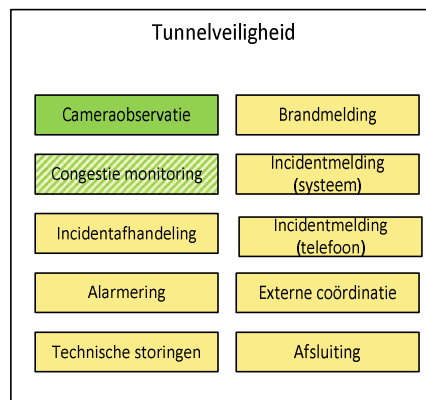 Tunnelveiligheid
Cameraobservatie
Brandmelding
Congestie monitoring
Incidentmelding
(systeem)
Incidentafhandeling
Incidentmelding
(telefoon)
Alarmering
Externe coördinatie
Technische storingen
Afsluiting